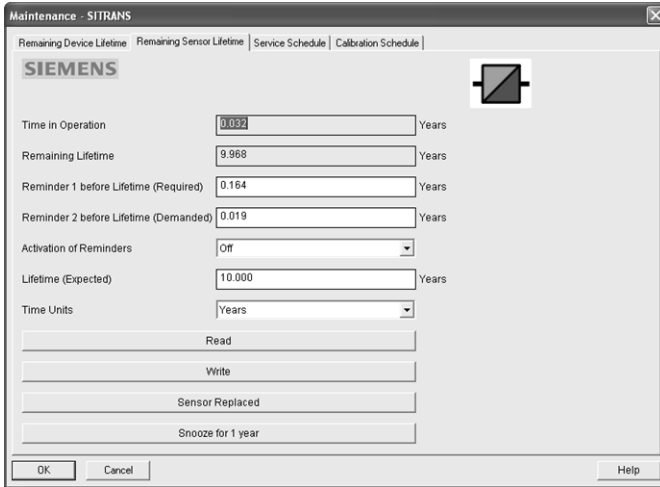 Maintenance - SITRANS
Remaining Device Lifetime Remaining Sensor Lifetime Service Schedule Calibration Schedule
SIEMENS
Time in Operation 0.032 Years
Remaining Lifetime 9.968 Years
Reminder 1 before Lifetime (Required) 0.164 Years
Reminder 2 before Lifetime (Demanded) 0.019 Years
Activation of Reminders Off
Lifetime (Expected) 10.000 Years
Time Units Years
Read
Write
Sensor Replaced
Snooze for 1 year
OK Cancel Help